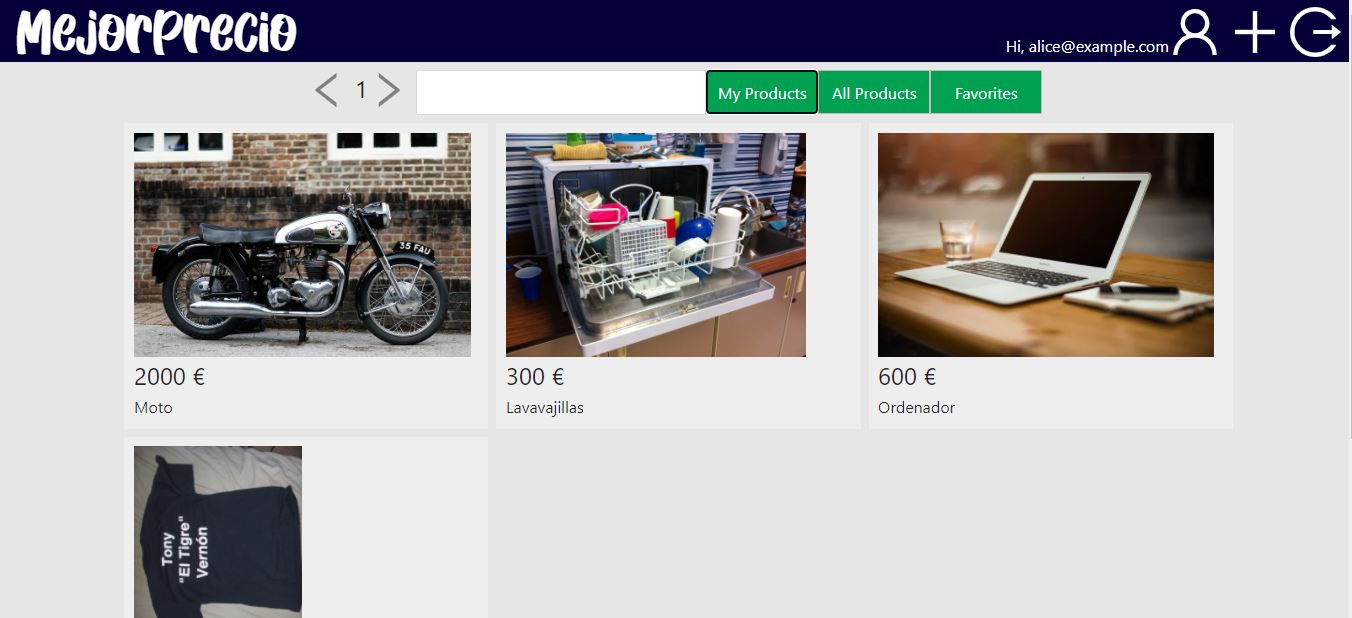 MejorPrecio
Hi, alice@example.com
1
My Products
All Products
Favorites
35 FAU
2000 €
Moto
300 €
Lavavajillas
600 €
Ordenador
Tony
"El Tigre"
Vernón